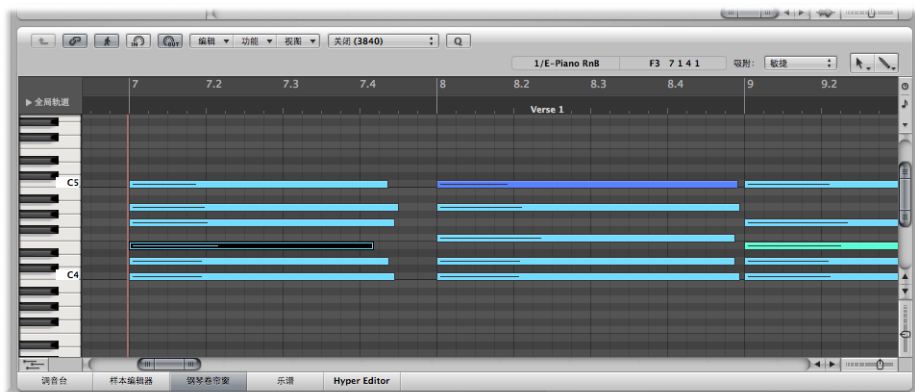 IN OUT 编辑 功能 视图 关闭 (3840) Q
1/E-Piano RnB F3 7 1 4 1 吸附: 敏捷
7 7.2 7.3 7.4 8 8.2 8.3 8.4 9 9.2
全局轨道
Verse 1
C5
C4
调音台 样本编辑器 钢琴卷帘窗 乐谱 Hyper Editor